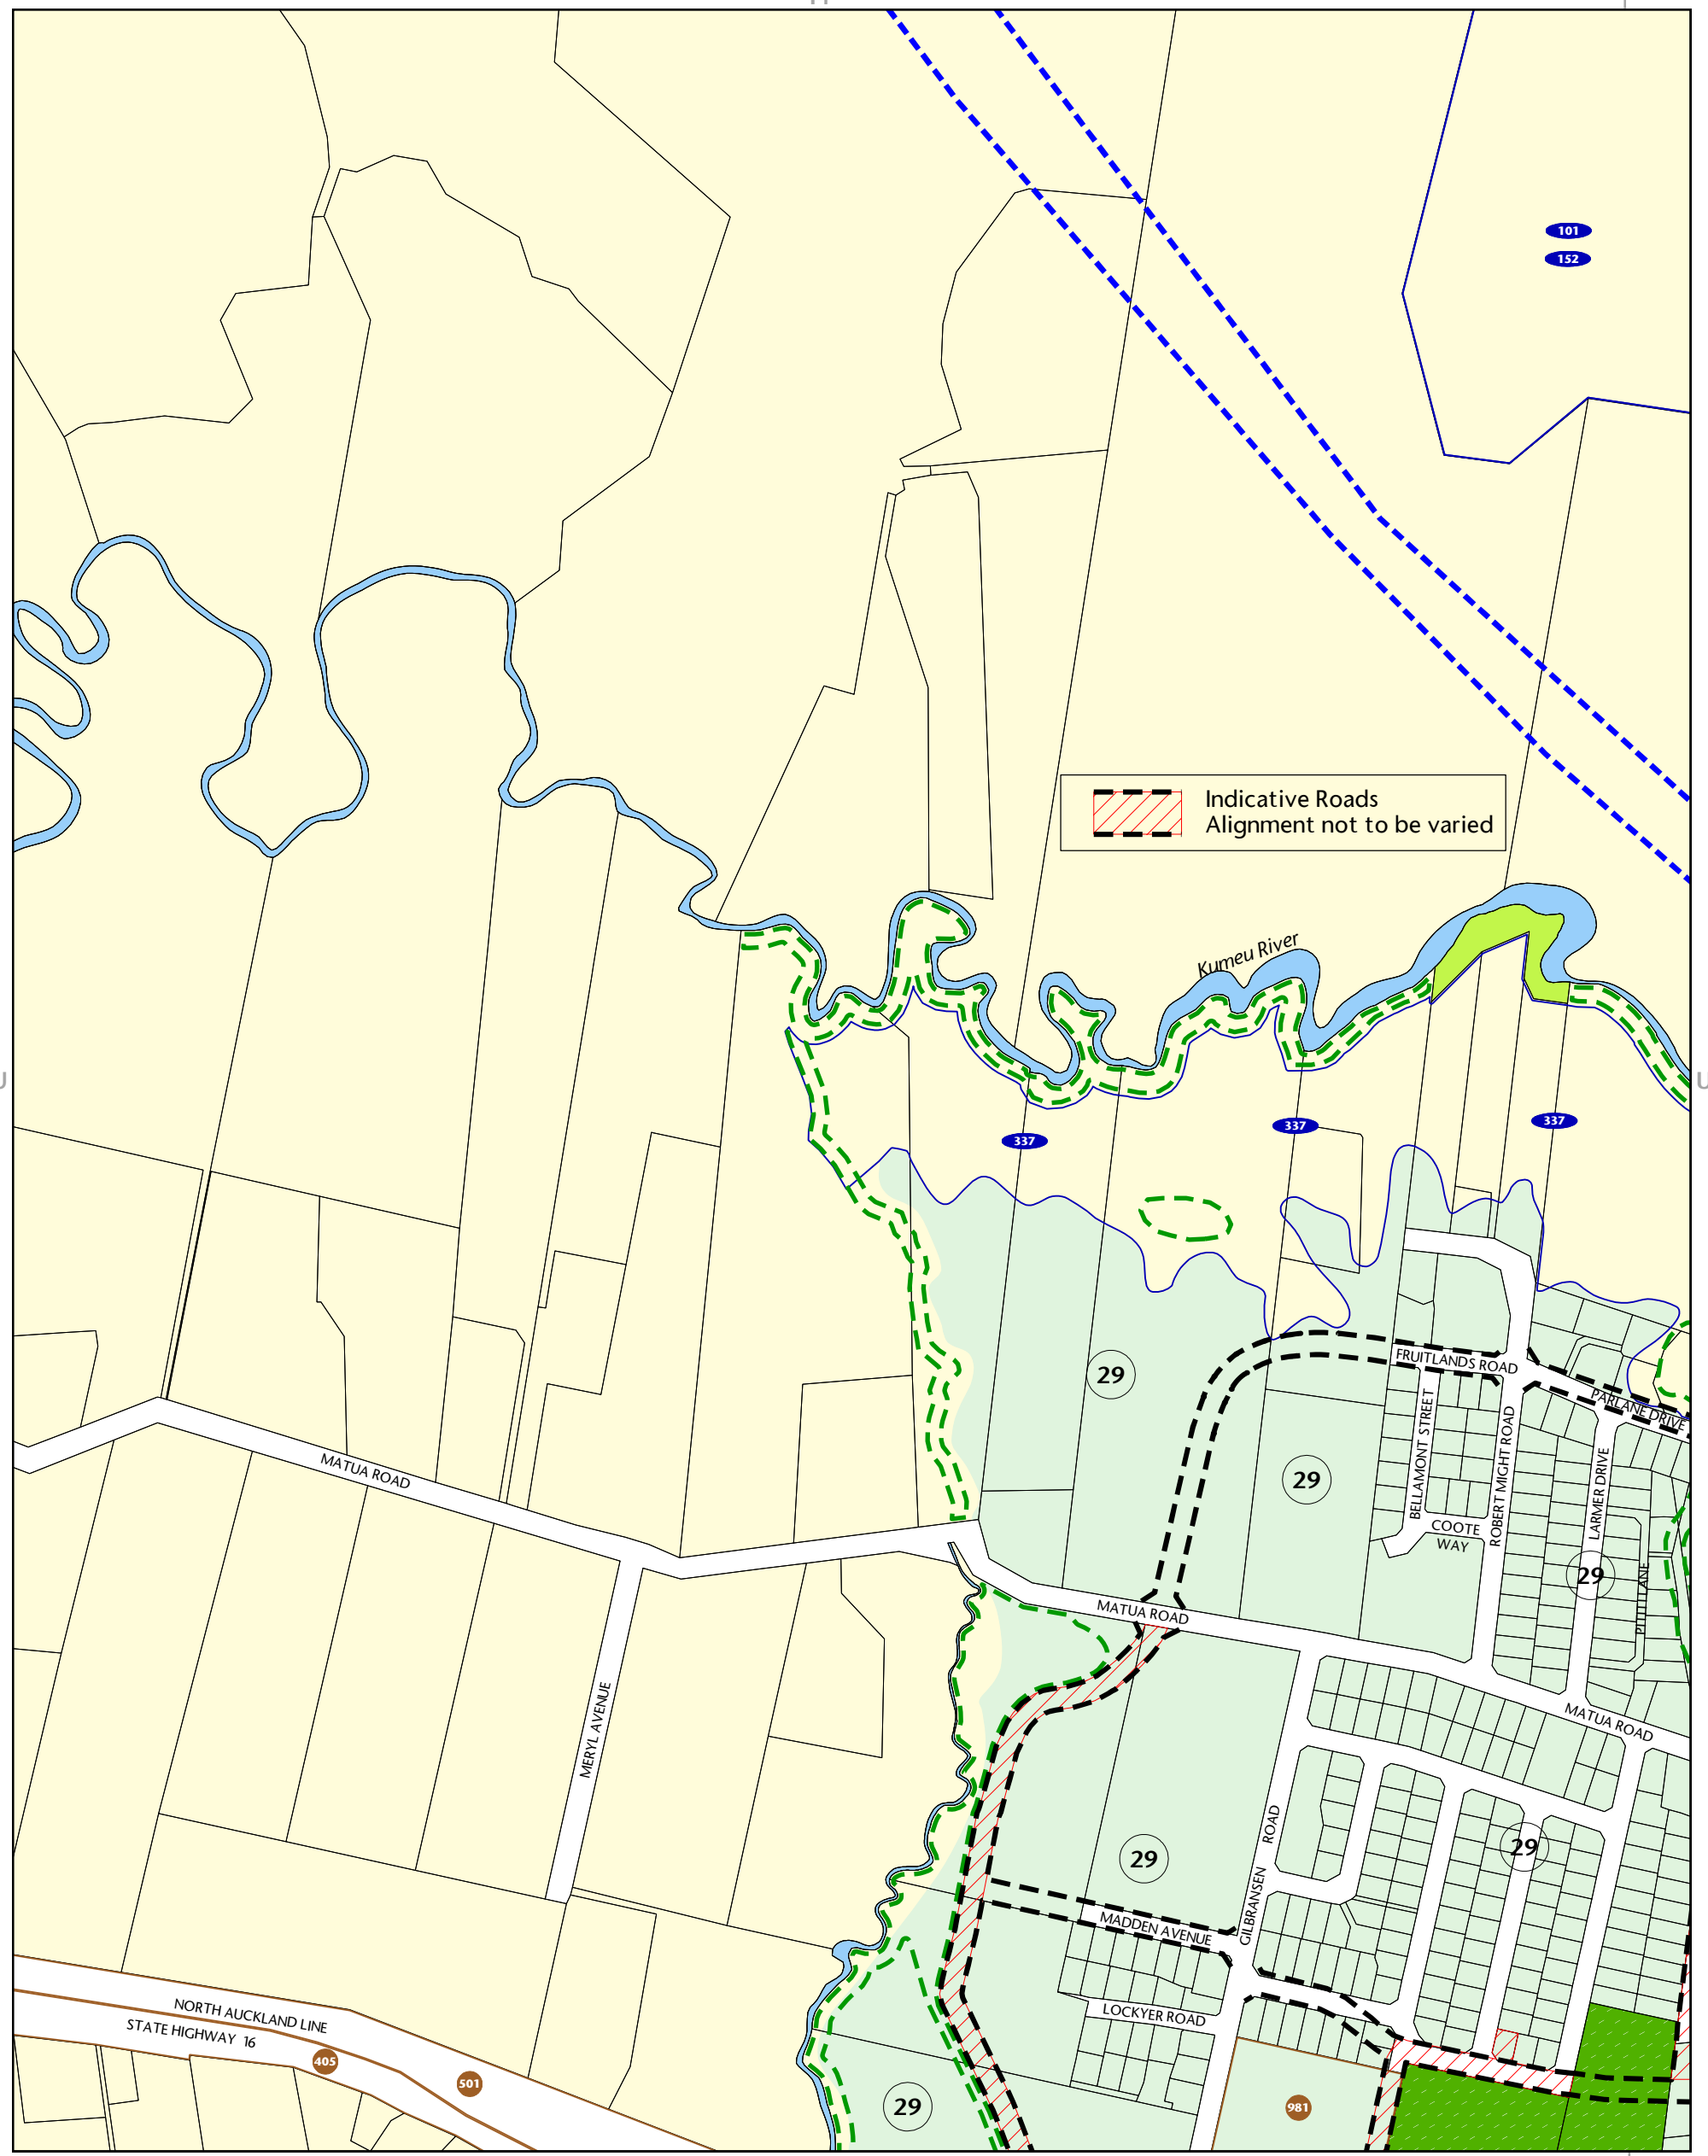 101
152
Indicative Roads
Alignment not to be varied
Kumeu River
U
U
337
337
337
29
FRUITLANDS ROAD
PARLANE DRIVE
BELLAMONT STREET
ROBERT MIGHT ROAD
LARMER DRIVE
29
MATUA ROAD
COOTE
WAY
29
MATUA ROAD
MERYL AVENUE
MATUA ROAD
29
29
GILBRANSEN ROAD
MADDEN AVENUE
LOCKYER ROAD
NORTH AUCKLAND LINE
STATE HIGHWAY 16
405
501
29
981